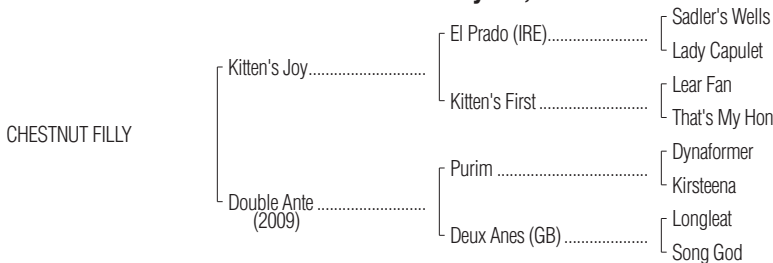 Sadler's Wells
El Prado (IRE)
Lady Capulet
Kitten's Joy
Lear Fan
Kitten's First
That's My Hon
CHESTNUT FILLY
Dynaformer
Purim
Kirsteena
Double Ante
(2009)
Longleat
Deux Anes (GB)
Song God